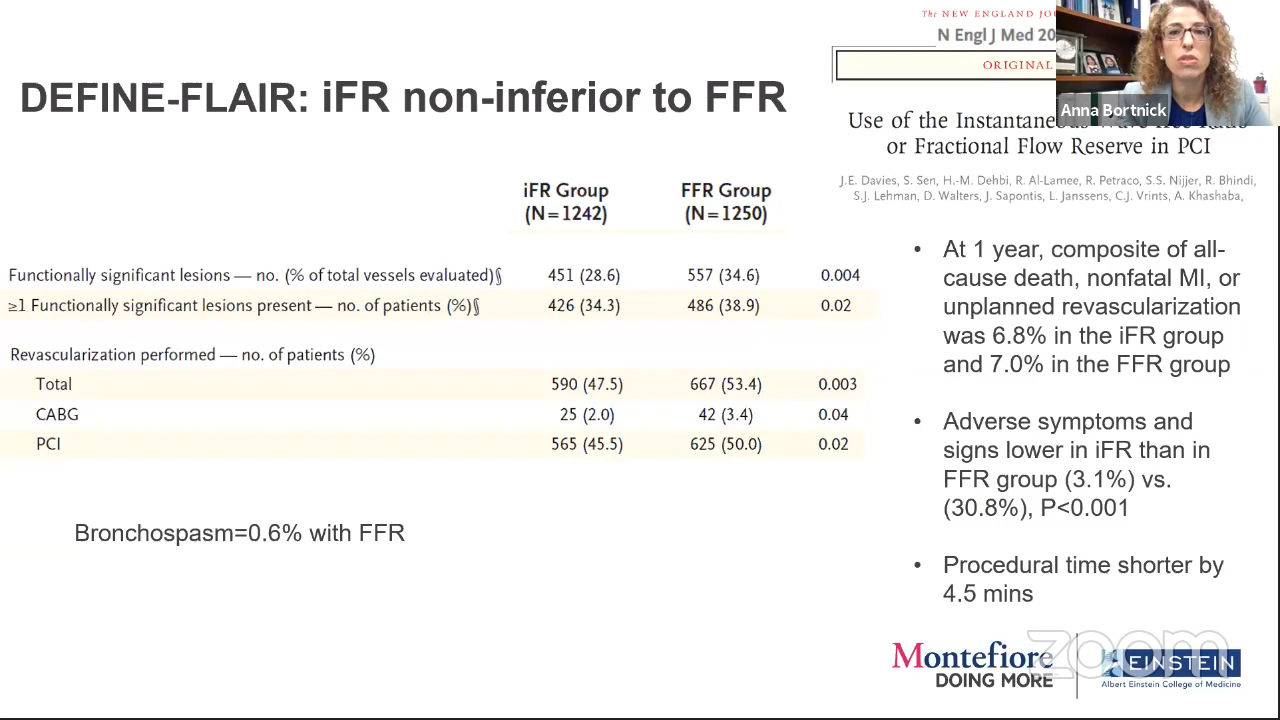 The NEW ENGLAND JOU
N Engl J Med 20
ORIGINAL
Anna Bortnick
DEFINE-FLAIR: iFR non-inferior to FFR
Use of the Instantaneous
or Fractional Flow Reserve in PCI
J.E. Davies, S. Sen, H.-M. Dehbi, R. Al-Lamee, R. Petraco, S.S. Nijjer, R. Bhindi,
S.J. Lehman, D. Walters, J. Sapontis, L. Janssens, C.J. Vrints, A. Khashaba,
iFR Group FFR Group
(N=1242) (N=1250)
Functionally significant lesions — no. (% of total vessels evaluated)§ 451 (28.6) 557 (34.6) 0.004
≥1 Functionally significant lesions present — no. of patients (%)§ 426 (34.3) 486 (38.9) 0.02
Revascularization performed — no. of patients (%)
Total 590 (47.5) 667 (53.4) 0.003
CABG 25 (2.0) 42 (3.4) 0.04
PCI 565 (45.5) 625 (50.0) 0.02
Bronchospasm=0.6% with FFR
• At 1 year, composite of all-
cause death, nonfatal MI, or
unplanned revascularization
was 6.8% in the iFR group
and 7.0% in the FFR group
• Adverse symptoms and
signs lower in iFR than in
FFR group (3.1%) vs.
(30.8%), P<0.001
• Procedural time shorter by
4.5 mins
Montefiore
DOING MORE
EINSTEIN
Albert Einstein College of Medicine
zoom